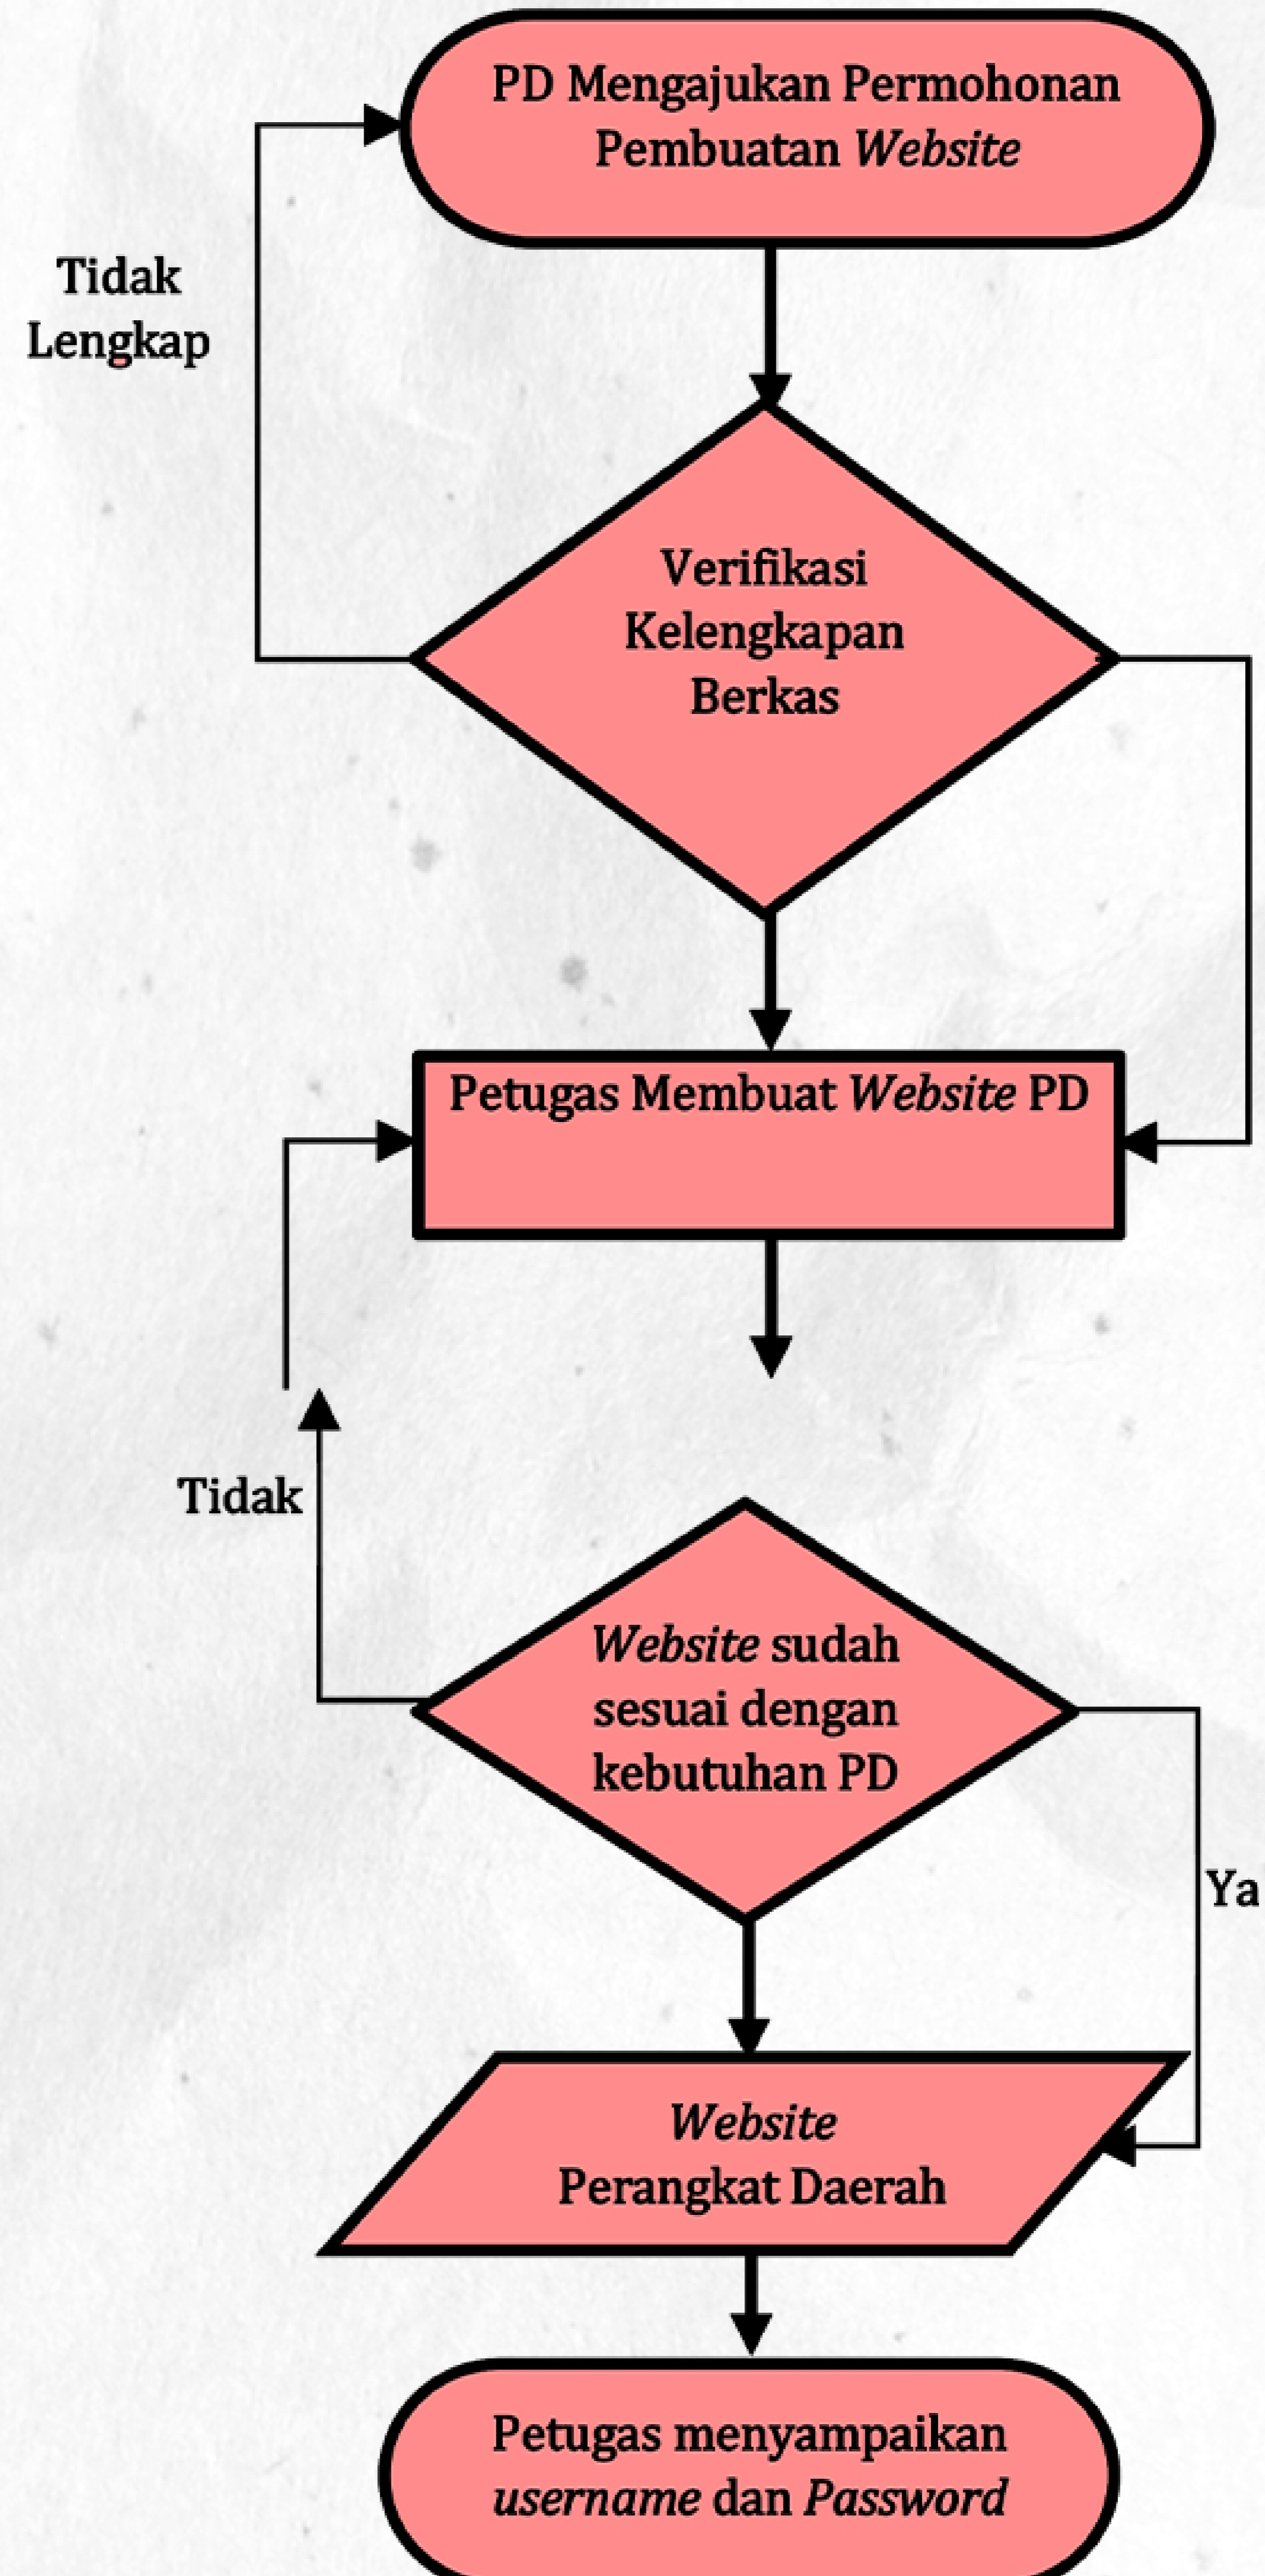 PD Mengajukan Permohonan
Pembuatan Website
Tidak
Lengkap
Verifikasi
Kelengkapan
Berkas
Petugas Membuat Website PD
Tidak
Website sudah
sesuai dengan
kebutuhan PD
Ya
Website
Perangkat Daerah
Petugas menyampaikan
username dan Password